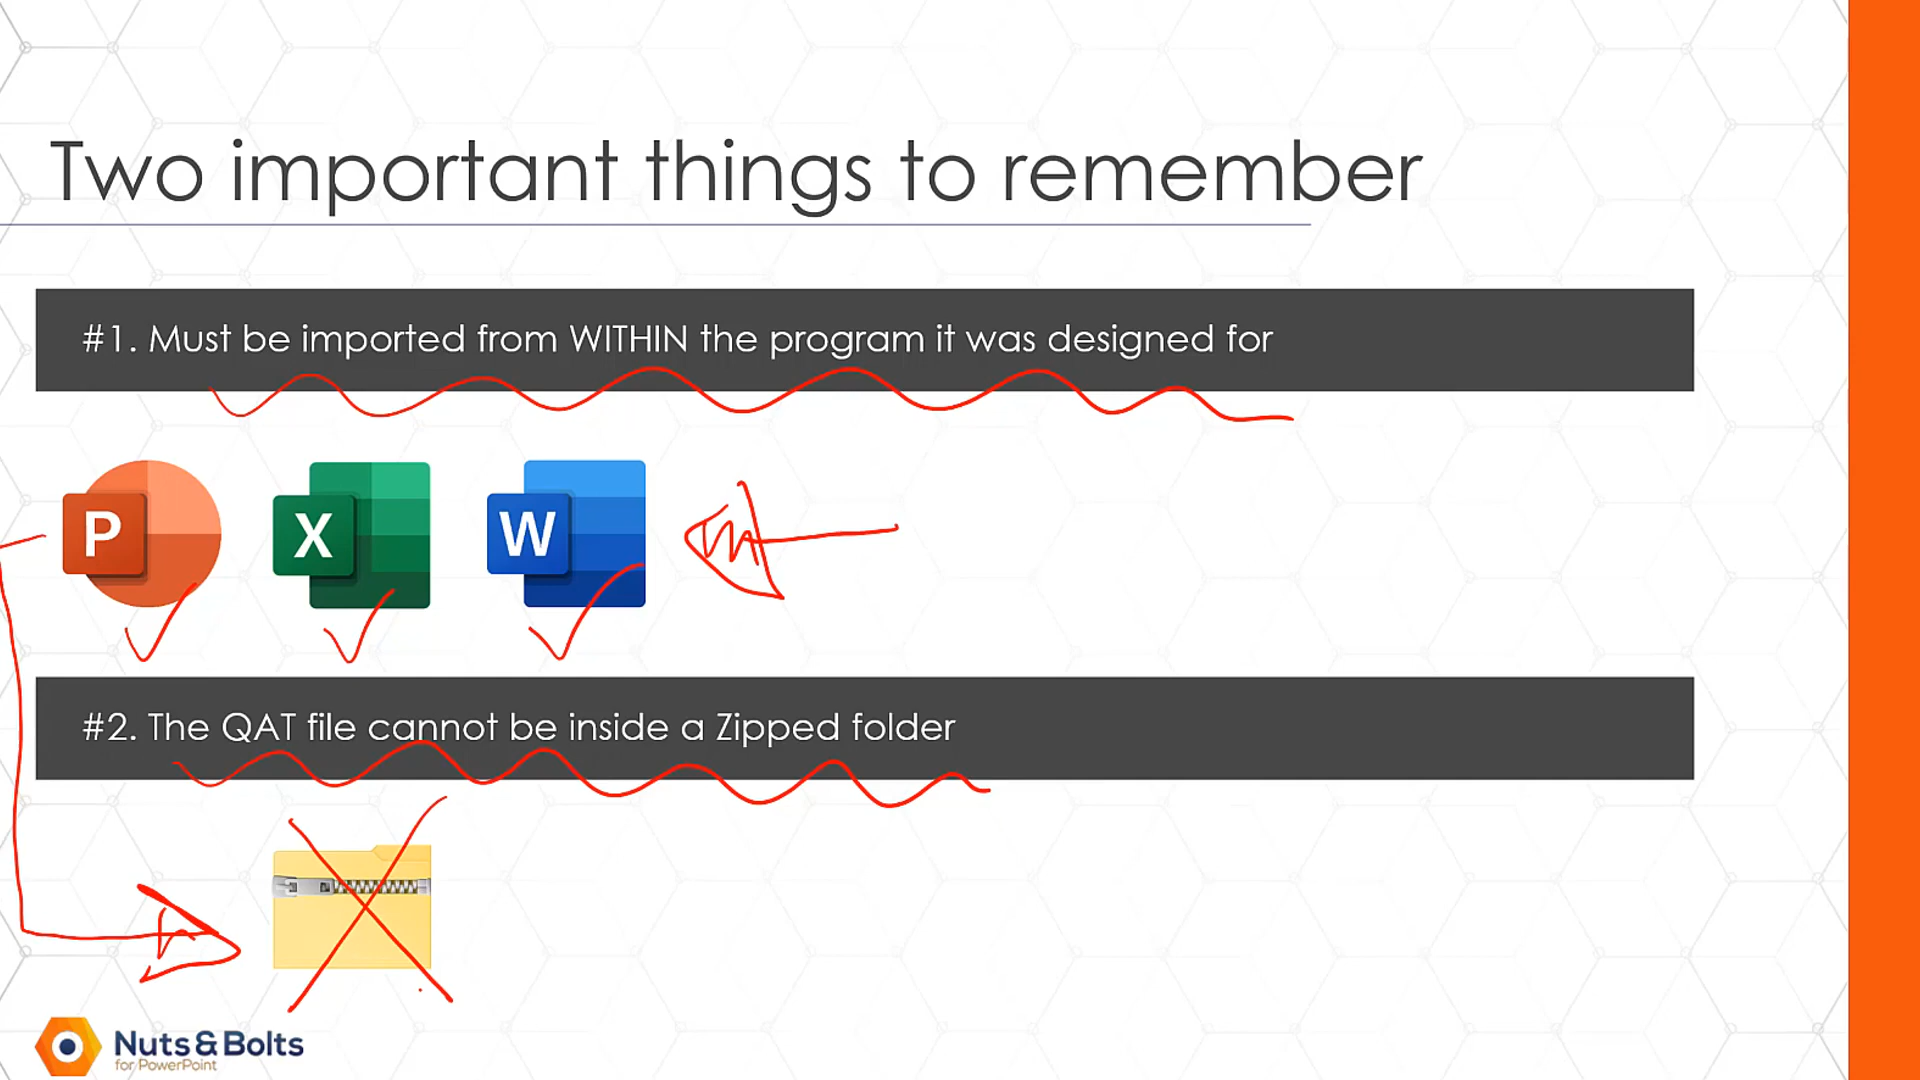 Two important things to remember
#1. Must be imported from WITHIN the program it was designed for
P
X
W
#2. The QAT file cannot be inside a Zipped folder
Nuts & Bolts
for PowerPoint